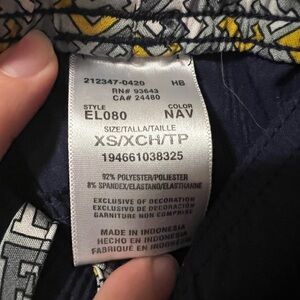 212347-0420 HB
RN# 93643
CA# 24480
STYLE COLOR
EL080 NAV
SIZE/TALLA/TAILLE
XS/XCH/TP
194661038325
92% POLYESTER/POLIESTER
8% SPANDEX/ELASTANO/ELASTHANNE
EXCLUSIVE OF DECORATION
EXCLUSIVO DE DECORACIÓN
GARNITURE NON COMPRISE
MADE IN INDONESIA
HECHO EN INDONESIA
FABRIQUÉ EN INDONESIE